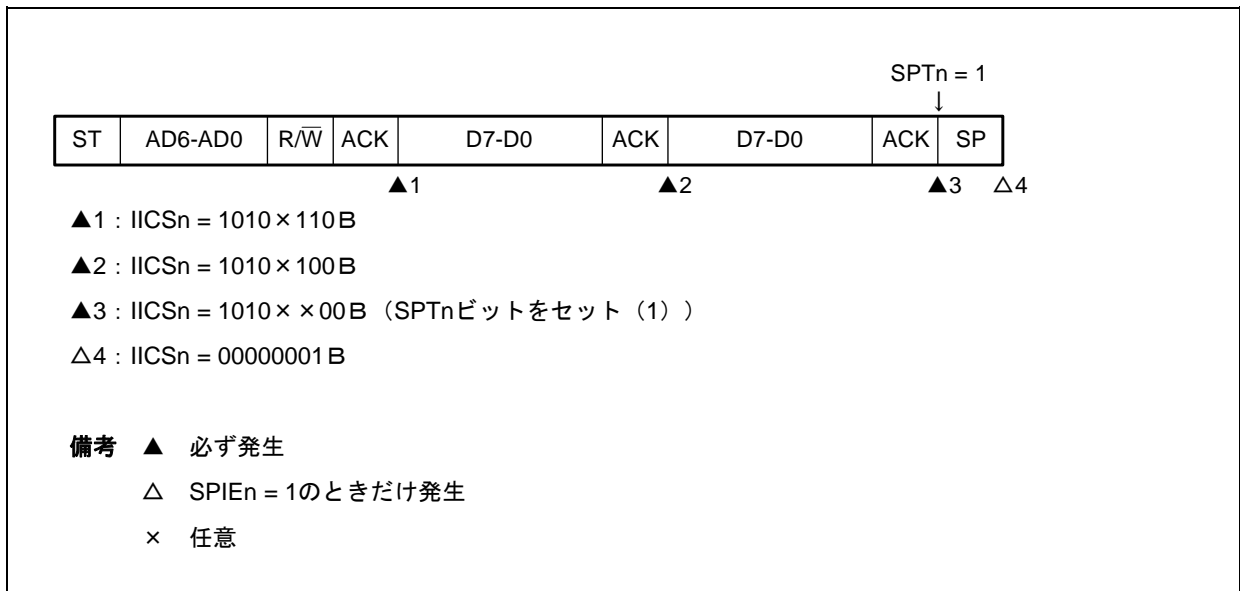 SPTn = 1
↓
ST AD6-AD0 R/W̅ ACK D7-D0 ACK D7-D0 ACK SP
▲1 ▲2 ▲3 △4
▲1：IICSn = 1010×110B
▲2：IICSn = 1010×100B
▲3：IICSn = 1010××00B（SPTnビットをセット（1））
△4：IICSn = 00000001B
備考 ▲ 必ず発生
△ SPIEn = 1のときだけ発生
× 任意